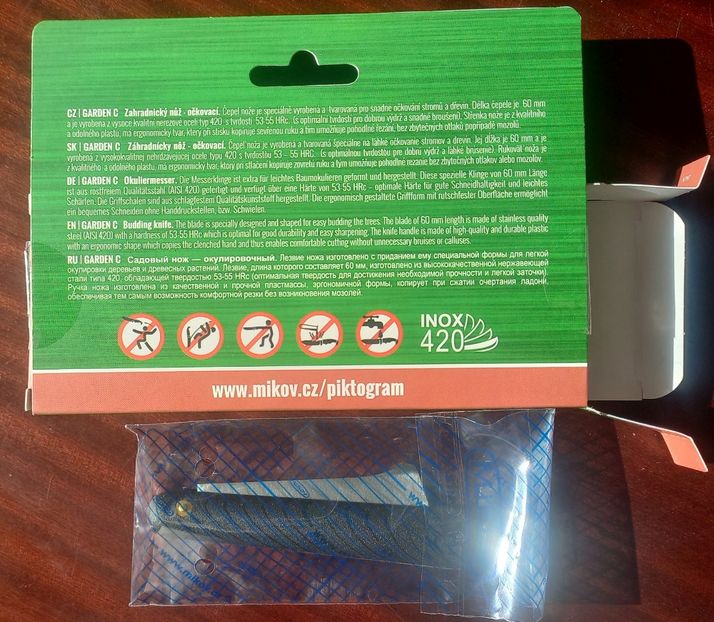 CZ | GARDEN C Zahradnický nůž - očkovací. Čepel nože je speciálně vyrobena a tvarovaná pro snadne očkování stromů a dřevin. Délka čepele je 60 mm
a je vyrobena z vysoce kvalitní nerezové oceli typ 420 s tvrdostí 53-55 HRc. (s optimální tvrdostí pro dobrou výdrž a snadné broušení). Střenka nože je z kvalitního
a odolného plastu, má ergonomický tvar, který při stisku kopíruje sevřenou ruku a tím umožňuje pohodlné řezání, bez zbytečných otlaků popřípadě mozolů.
SK | GARDEN C Záhradnícky nôž - očkovací. Čepeľ noža je vyrobena a tvarovaná špeciálne na ľahké očkovanie stromov a drevín. Jej dĺžka je 60 mm a je
vyrobená z vysokokvalitnej nehrdzavejúcej ocele typu 420 s tvrdosťou 53 – 55 HRc. (s optimálnou tvrdosťou pre dobrú výdrž a ľahké brúsenie). Rukoväť noža je
z kvalitného a odolného plastu, má ergonomický tvar, ktorý pri stlačení kopíruje zovretú ruku a tým umožňuje pohodlné rezanie bez zbytočných otlakov alebo mozoľov.
DE | GARDEN C Okuliermesser. Die Messerklinge ist extra für leichtes Baumokulieren geformt und hergestellt. Diese spezielle Klingen von 60 mm Länge
ist aus rostfreiem Qualitätsstahl (AISI 420) gefertigt und verfügt über eine Härte von 53-55 HRc - optimale Härte für gute Schneidhaltigkeit und leichtes
Schärfen. Die Griffschalen sind aus schlagfestem Qualitätskunststoff hergestellt. Die ergonomisch gestaltete Griffform mit rutschfester Oberfläche ermöglicht
ein bequemes Schneiden ohne Handdruckstellen, bzw. Schwielen.
EN | GARDEN C Budding knife. The blade is specially designed and shaped for easy budding the trees. The blade of 60 mm length is made of stainless quality
steel (AISI 420) with a hardness of 53-55 HRc which is optimal for good durability and easy sharpening. The knife handle is made of high-quality and durable plastic
with an ergonomic shape which copies the clenched hand and thus enables comfortable cutting without unnecessary bruises or calluses.
RU | GARDEN C Садовый нож — окулировочный. Лезвие ножа изготовлено с приданием ему специальной формы для легкой
окулировки деревьев и древесных растений. Лезвие, длина которого составляет 60 мм, изготовлено из высококачественной нержавеющей
стали типа 420, обладающей твердостью 53-55 HRc (оптимальная твердость для достижения необходимой прочности и легкой заточки).
Ручка ножа изготовлена из качественной и прочной пластмассы, эргономичной формы, копирует при сжатии очертания ладони,
обеспечивая тем самым возможность комфортной резки без возникновения мозолей.
INOX
420
www.mikov.cz/piktogram
www.mikov.cz